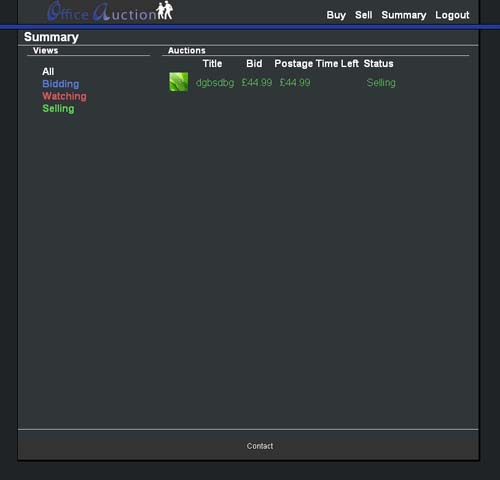 Office Auction
Buy Sell Summary Logout
Summary
Views
Auctions
Title Bid Postage Time Left Status
All
Bidding
Watching
Selling
dgbsdbg £44.99 £44.99 Selling
Contact